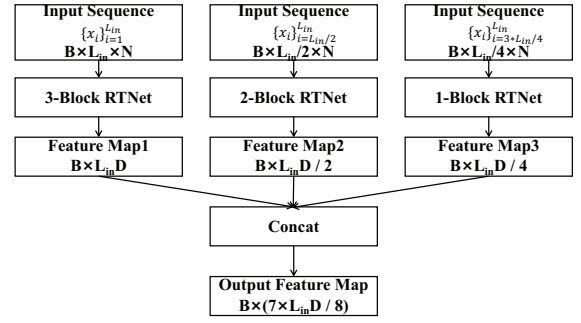 Input Sequence
{x_i}_{i=1}^{L_in}
B×L_in×N
Input Sequence
{x_i}_{i=L_in/2}^{L_in}
B×L_in/2×N
Input Sequence
{x_i}_{i=3*L_in/4}^{L_in}
B×L_in/4×N
3-Block RTNet
2-Block RTNet
1-Block RTNet
Feature Map1
B×L_inD
Feature Map2
B×L_inD / 2
Feature Map3
B×L_inD / 4
Concat
Output Feature Map
B×(7×L_inD / 8)